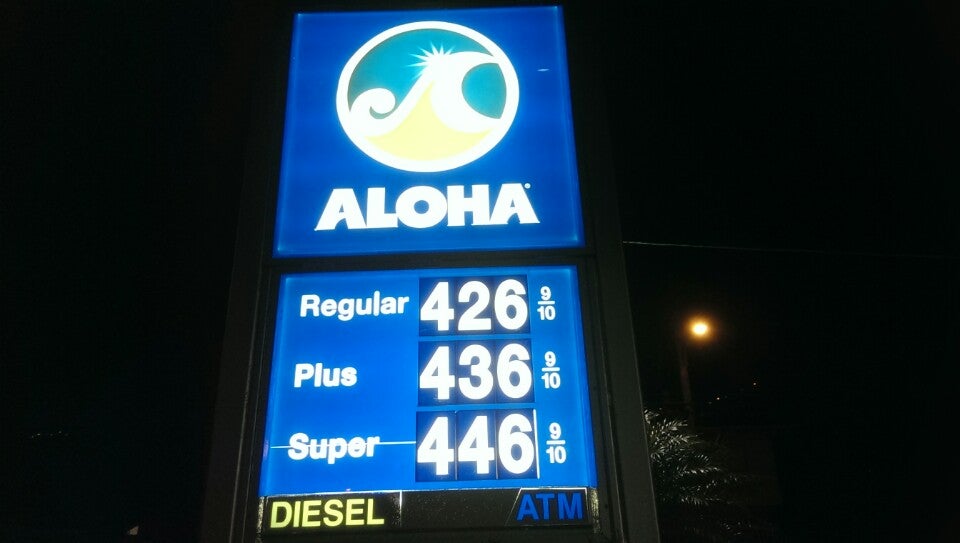 ALOHA
Regular 426 9/10
Plus 436 9/10
Super 446 9/10
DIESEL ATM